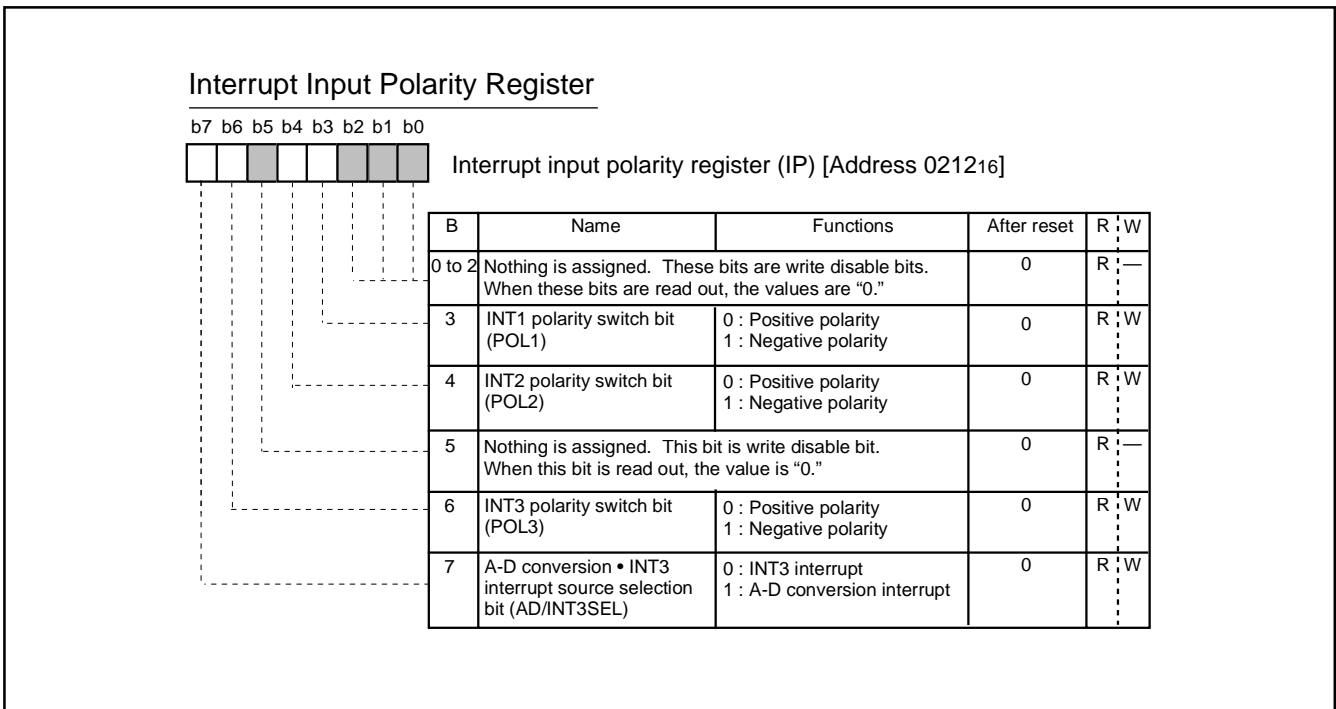 Interrupt Input Polarity Register
b7 b6 b5 b4 b3 b2 b1 b0
Interrupt input polarity register (IP) [Address 021216]
B Name Functions After reset R W
0 to 2 Nothing is assigned. These bits are write disable bits. 0 R —
When these bits are read out, the values are “0.”
3 INT1 polarity switch bit 0 : Positive polarity 0 R W
(POL1) 1 : Negative polarity
4 INT2 polarity switch bit 0 : Positive polarity 0 R W
(POL2) 1 : Negative polarity
5 Nothing is assigned. This bit is write disable bit. 0 R —
When this bit is read out, the value is “0.”
6 INT3 polarity switch bit 0 : Positive polarity 0 R W
(POL3) 1 : Negative polarity
7 A-D conversion • INT3 0 : INT3 interrupt 0 R W
interrupt source selection 1 : A-D conversion interrupt
bit (AD/INT3SEL)